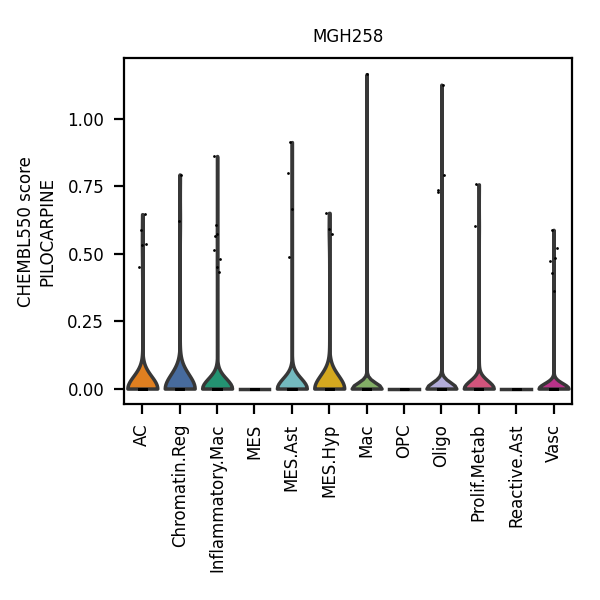 MGH258
CHEMBL550 score
PILOCARPINE
1.00
0.75
0.50
0.25
0.00
AC
Chromatin.Reg
Inflammatory.Mac
MES
MES.Ast
MES.Hyp
Mac
OPC
Oligo
Prolif.Metab
Reactive.Ast
Vasc